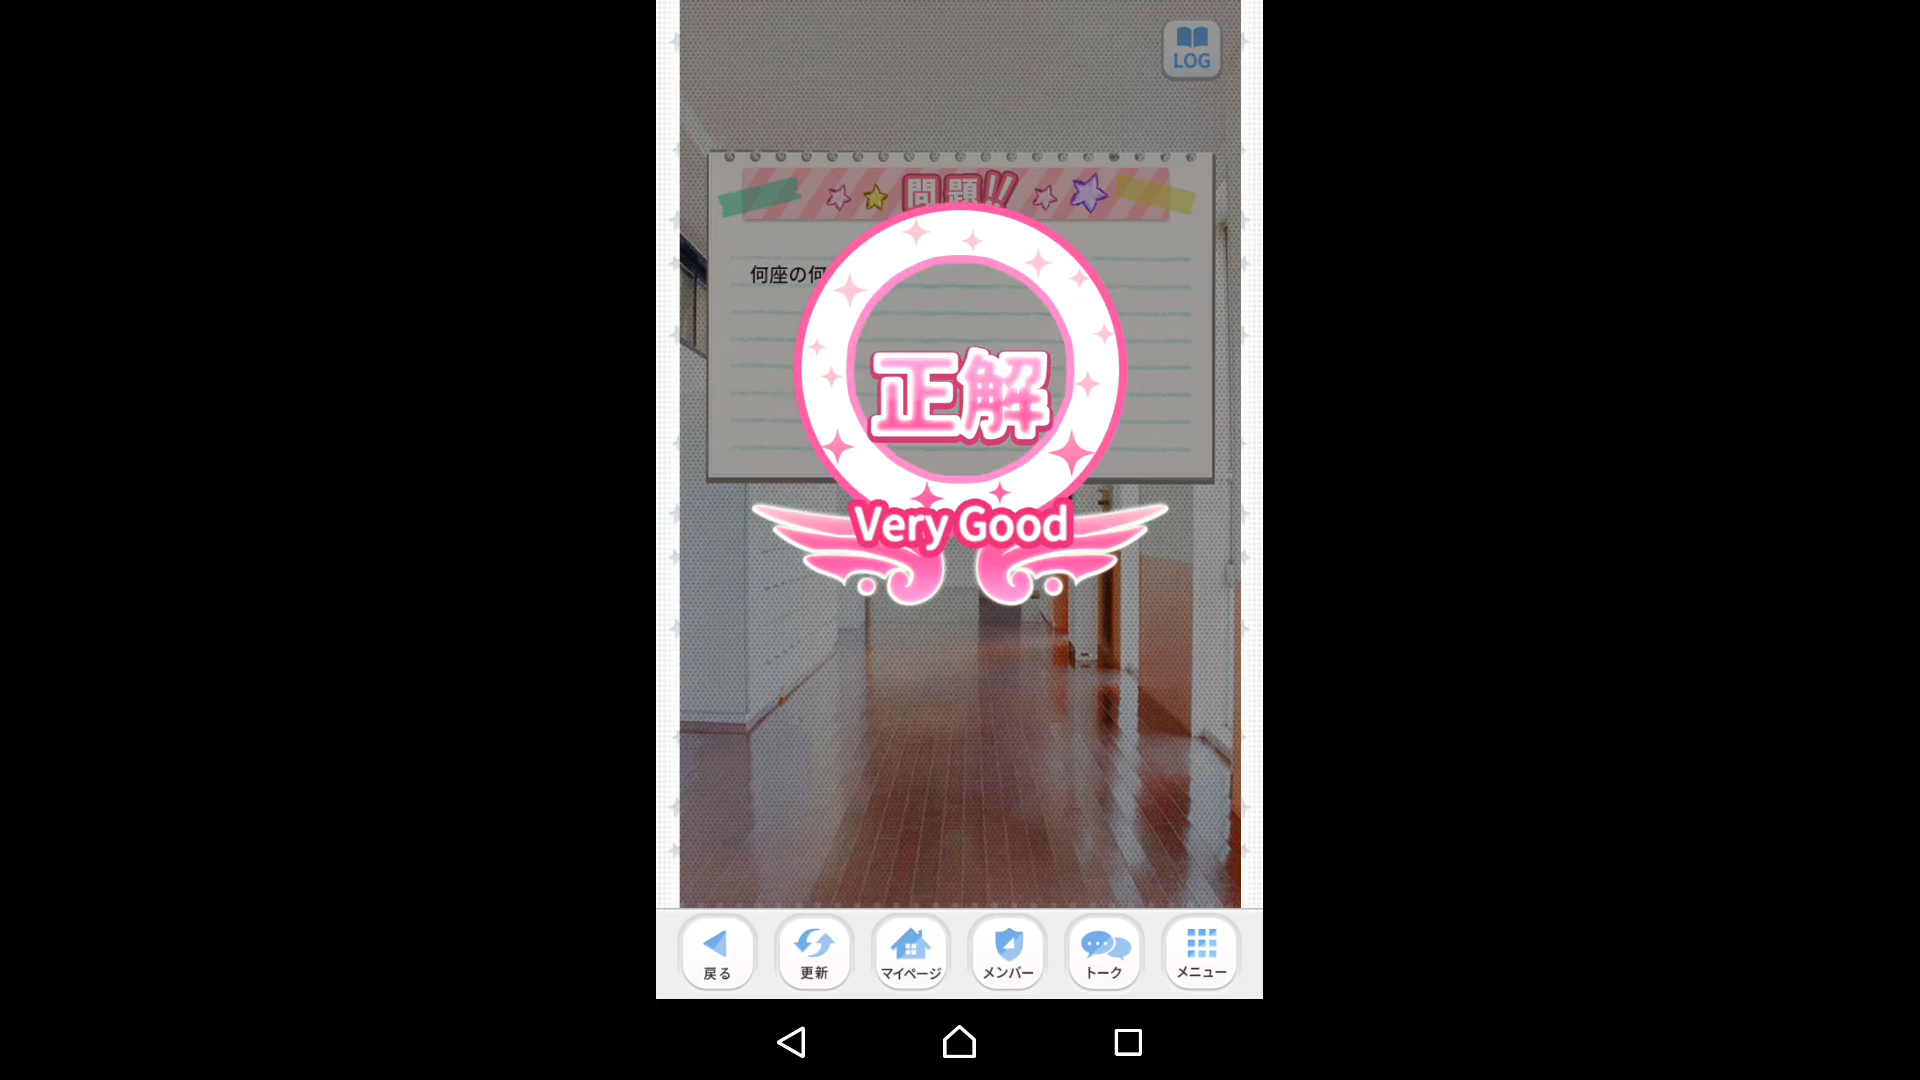 LOG
問題!!
何座の何
正解
Very Good
戻る
更新
マイページ
メンバー
トーク
メニュー